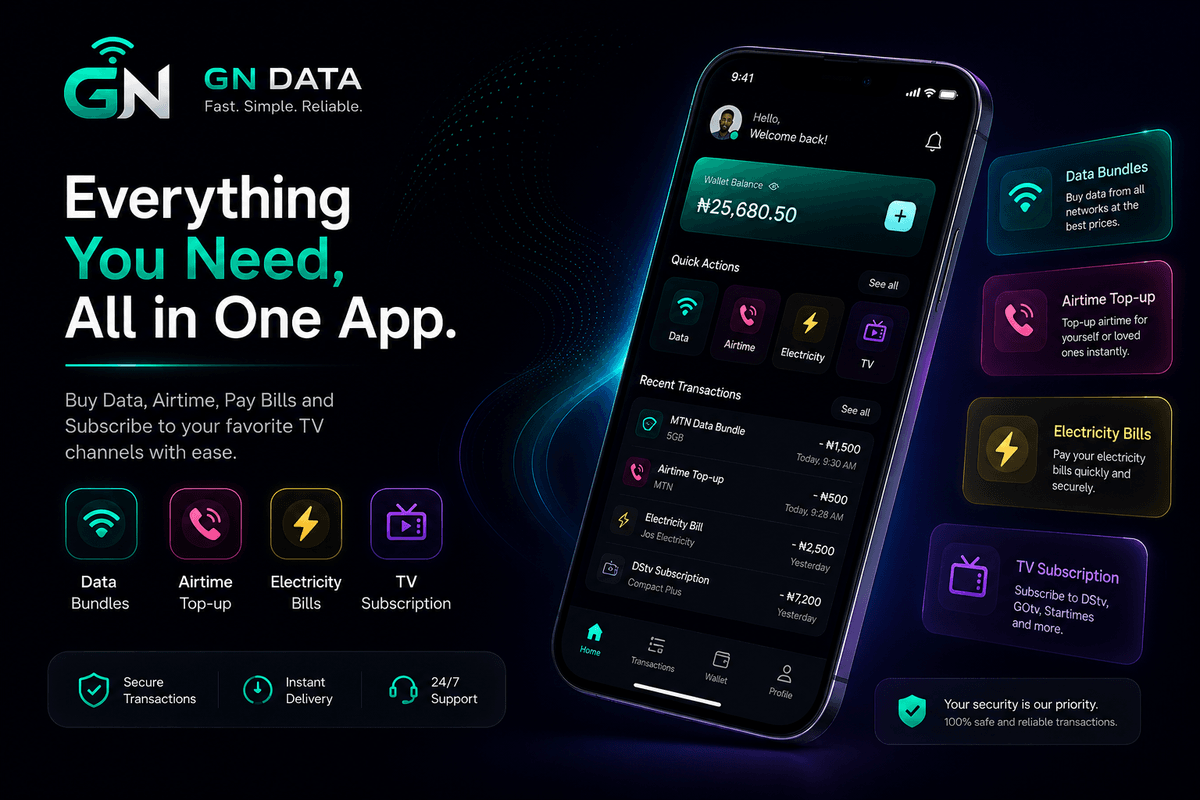 GN
GN DATA
Fast. Simple. Reliable.
Everything
You Need,
All in One App.
Buy Data, Airtime, Pay Bills and
Subscribe to your favorite TV
channels with ease.
Data
Bundles
Airtime
Top-up
Electricity
Bills
TV
Subscription
Secure
Transactions
Instant
Delivery
24/7
Support
9:41
Hello,
Welcome back!
Wallet Balance
₦25,680.50
+
Quick Actions
See all
Data
Airtime
Electricity
TV
Recent Transactions
See all
MTN Data Bundle
5GB
- ₦1,500
Today, 9:30 AM
Airtime Top-up
MTN
- ₦500
Today, 9:28 AM
Electricity Bill
Jos Electricity
- ₦2,500
Yesterday
DStv Subscription
Compact Plus
- ₦7,200
Yesterday
Home
Transactions
Wallet
Profile
Data Bundles
Buy data from all
networks at the
best prices.
Airtime Top-up
Top-up airtime for
yourself or loved
ones instantly.
Electricity Bills
Pay your electricity
bills quickly and
securely.
TV Subscription
Subscribe to DStv,
GOtv, Startimes
and more.
Your security is our priority.
100% safe and reliable transactions.